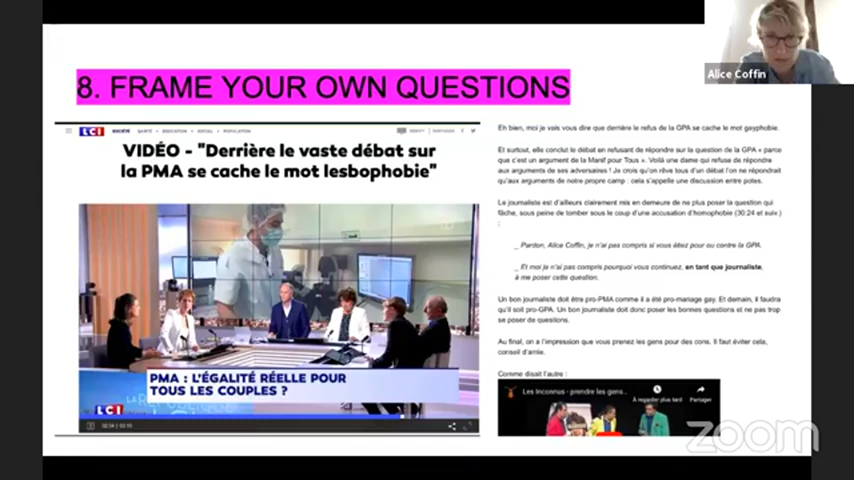 Alice Coffin
8. FRAME YOUR OWN QUESTIONS
LCI SOCIÉTÉ SANTÉ EDUCATION SOCIAL POPULATION
VIDÉO - "Derrière le vaste débat sur
la PMA se cache le mot lesbophobie"
PMA : L'ÉGALITÉ RÉELLE POUR
TOUS LES COUPLES ?
LCI
Eh bien, moi je vais vous dire que derrière le refus de la GPA se cache le mot gayphobie.
Et surtout, elle conclut le débat en refusant de répondre sur la question de la GPA « parce
que c'est un argument de la Manif pour Tous ». Voilà une dame qui refuse de répondre
aux arguments de ses adversaires ! Je crois qu'on rêve tous d'un débat où l'on ne répondrait
qu'aux arguments de notre propre camp : cela s'appelle une discussion entre potes.
Le journaliste est d'ailleurs clairement mis en demeure de ne plus poser la question qui
fâche, sous peine de tomber sous le coup d'une accusation d'homophobie (30:24 et suiv.)
:
_ Pardon, Alice Coffin, je n'ai pas compris si vous étiez pour ou contre la GPA.
_ Et moi je n'ai pas compris pourquoi vous continuez, en tant que journaliste,
à me poser cette question.
Un bon journaliste doit être pro-PMA comme il a été pro-mariage gay. Et demain, il faudra
qu'il soit pro-GPA. Un bon journaliste doit donc poser les bonnes questions et ne pas trop
se poser de questions.
Au final, on a l'impression que vous prenez les gens pour des cons. Il faut éviter cela,
conseil d'amie.
Comme disait l'autre :
Les Inconnus - prendre les gens...
À regarder plus tard Partager
zoom